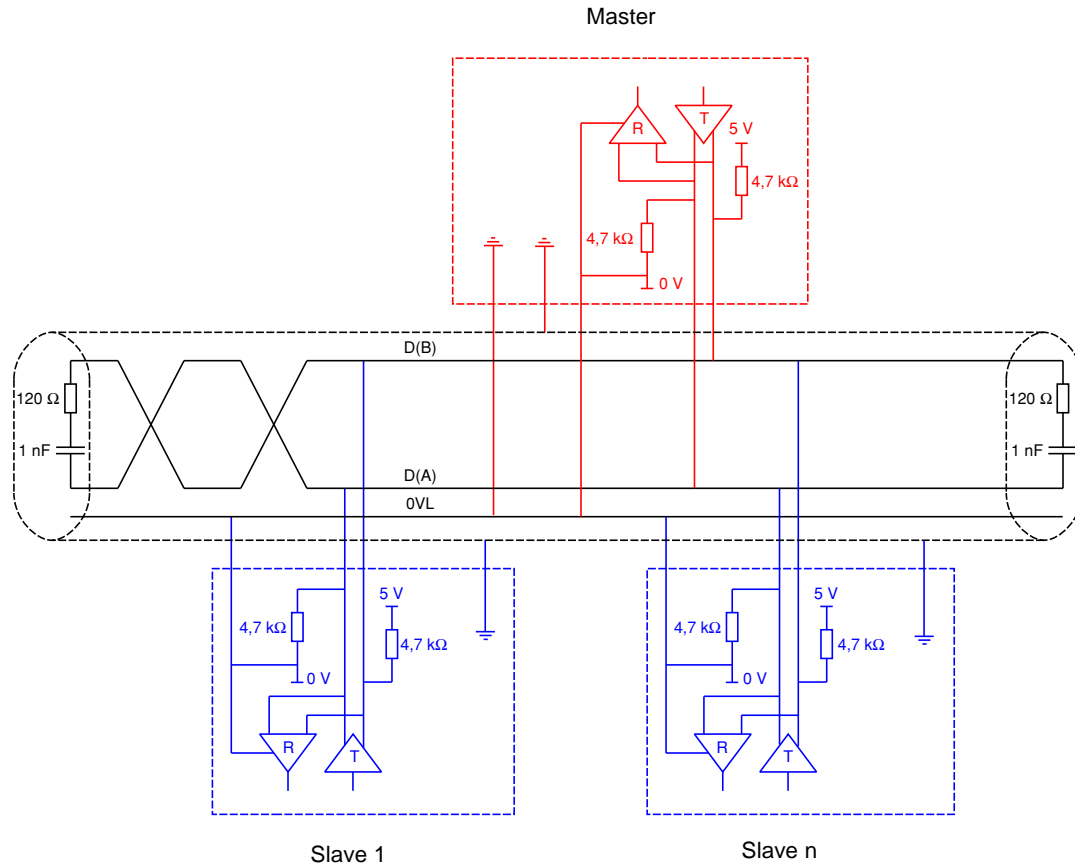 Master
R
T
5 V
4,7 kΩ
4,7 kΩ
0 V
D(B)
120 Ω
1 nF
120 Ω
1 nF
D(A)
0VL
5 V
4,7 kΩ
4,7 kΩ
0 V
R
T
5 V
4,7 kΩ
4,7 kΩ
0 V
R
T
Slave 1
Slave n